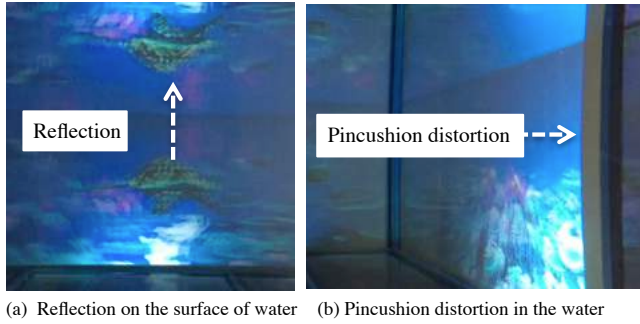 Reflection
Pincushion distortion
(a) Reflection on the surface of water
(b) Pincushion distortion in the water